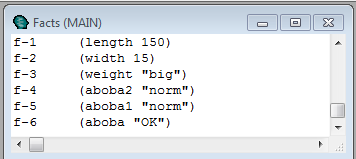 Facts (MAIN)
f-1 (length 150)
f-2 (width 15)
f-3 (weight "big")
f-4 (aboba2 "norm")
f-5 (aboba1 "norm")
f-6 (aboba "OK")